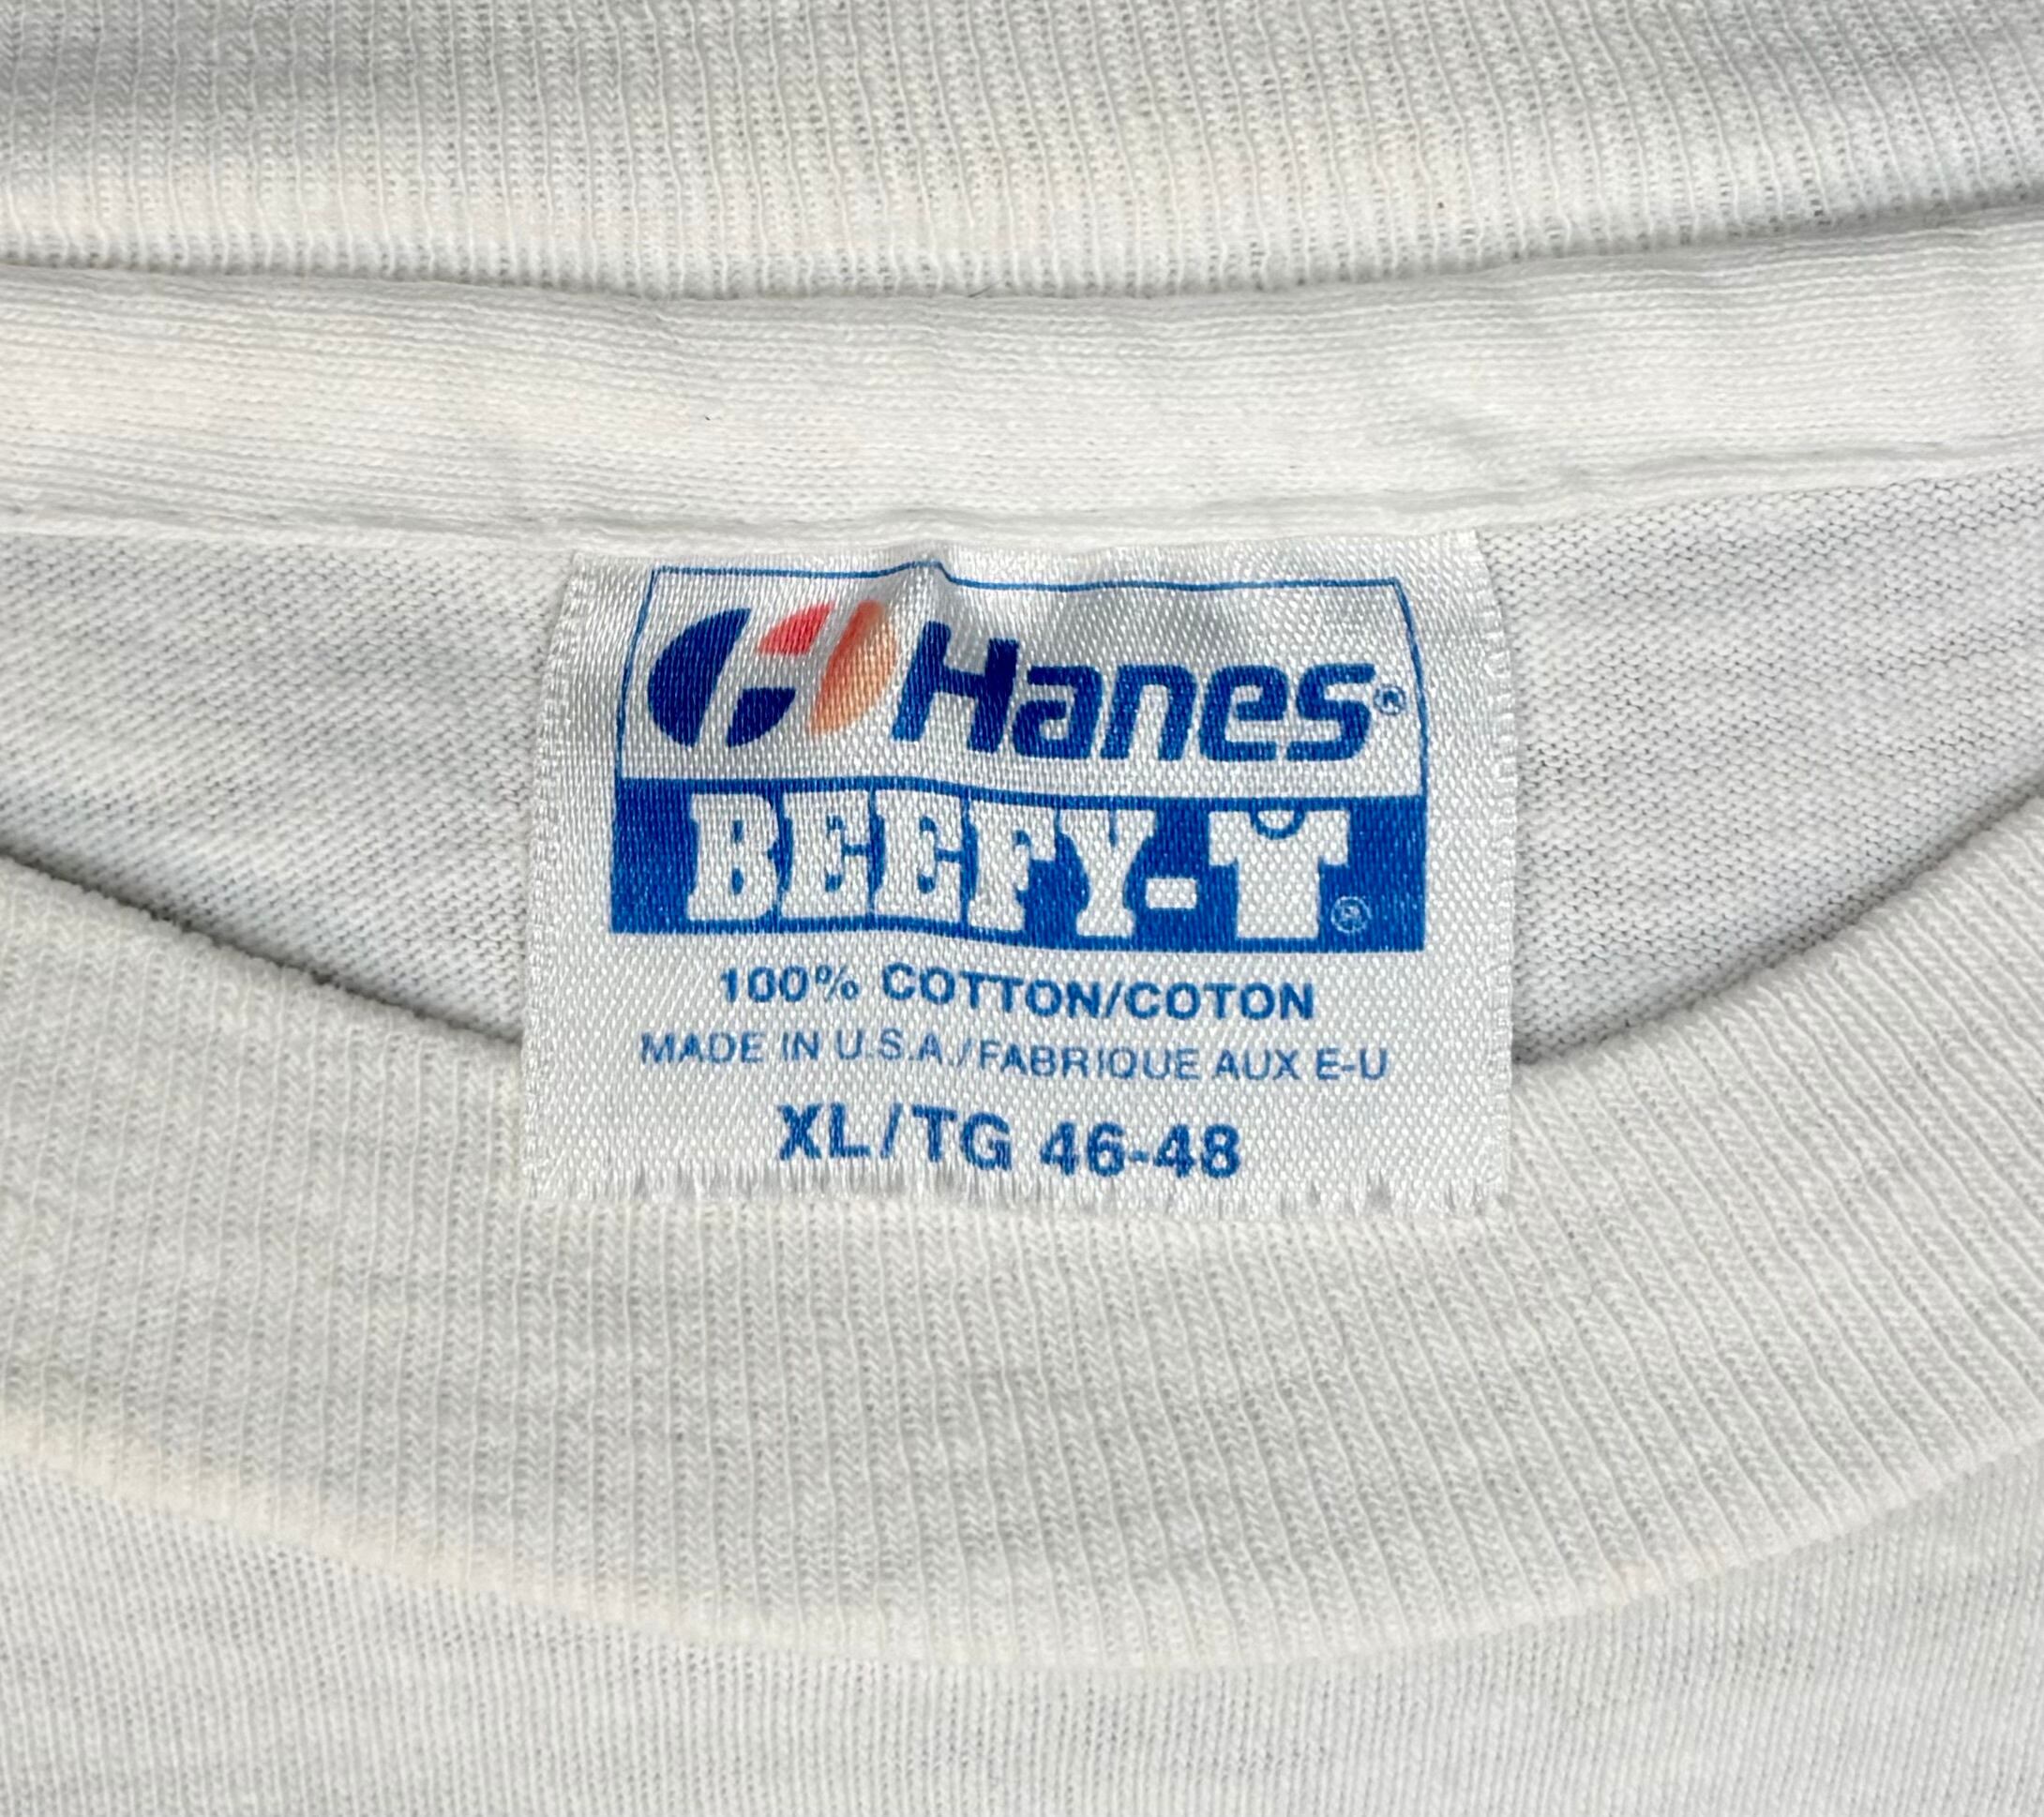 Hanes®
BEEFY-T®
100% COTTON/COTON
MADE IN U.S.A./FABRIQUE AUX E-U
XL/TG 46-48